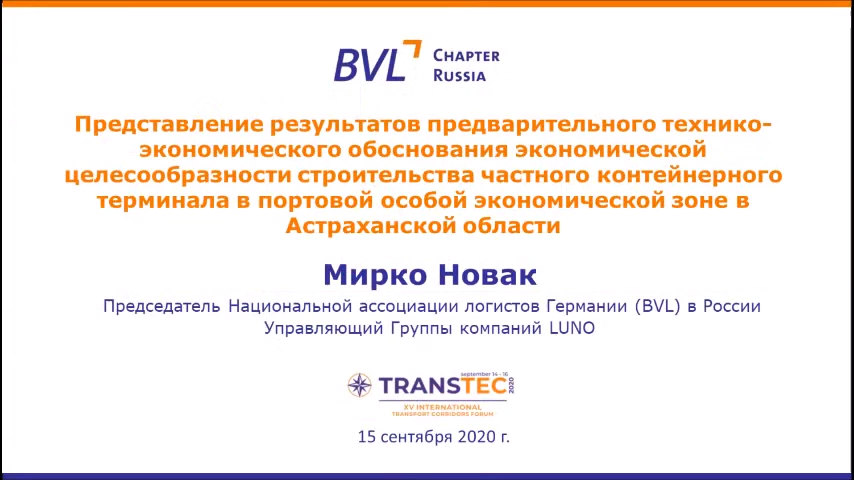 BVL CHAPTER
RUSSIA
Представление результатов предварительного технико-
экономического обоснования экономической
целесообразности строительства частного контейнерного
терминала в портовой особой экономической зоне в
Астраханской области
Мирко Новак
Председатель Национальной ассоциации логистов Германии (BVL) в России
Управляющий Группы компаний LUNO
september 14 - 16
TRANSTEC 2020
XV INTERNATIONAL
TRANSPORT CORRIDORS FORUM
15 сентября 2020 г.